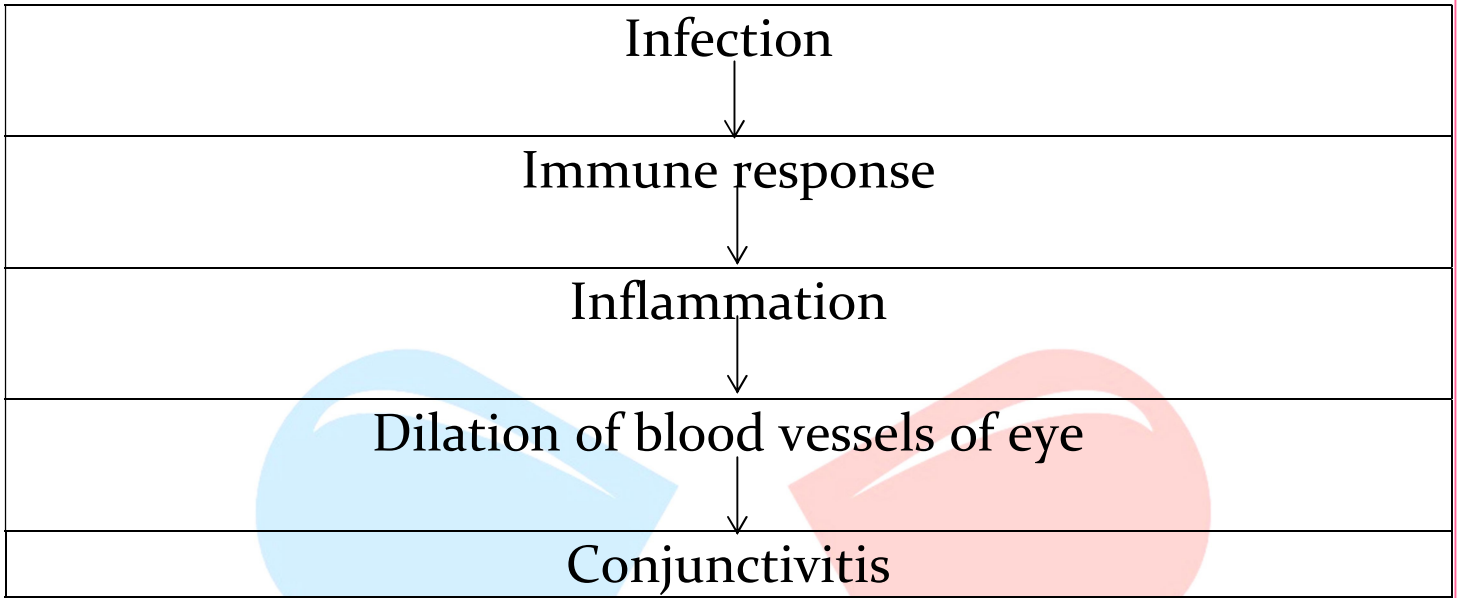 Infection
Immune response
Inflammation
Dilation of blood vessels of eye
Conjunctivitis